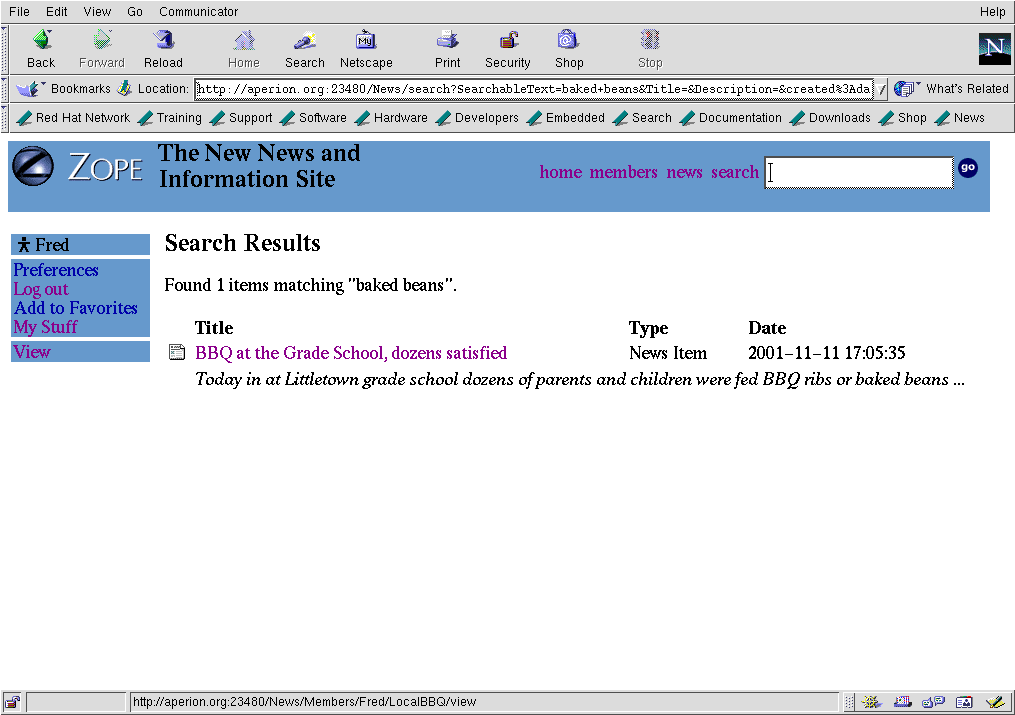 File Edit View Go Communicator Help
Back Forward Reload Home Search Netscape Print Security Shop Stop
My
N
Bookmarks Location: http://aperion.org:23480/News/search?SearchableText=baked+beans&Title=&Description=&created%3Ada What's Related
Red Hat Network Training Support Software Hardware Developers Embedded Search Documentation Downloads Shop News
Z ZOPE The New News and
Information Site
home members news search go
Fred
Preferences
Log out
Add to Favorites
My Stuff
View
Search Results
Found 1 items matching "baked beans".
Title Type Date
BBQ at the Grade School, dozens satisfied News Item 2001-11-11 17:05:35
Today in at Littletown grade school dozens of parents and children were fed BBQ ribs or baked beans ...
http://aperion.org:23480/News/Members/Fred/LocalBBQ/view